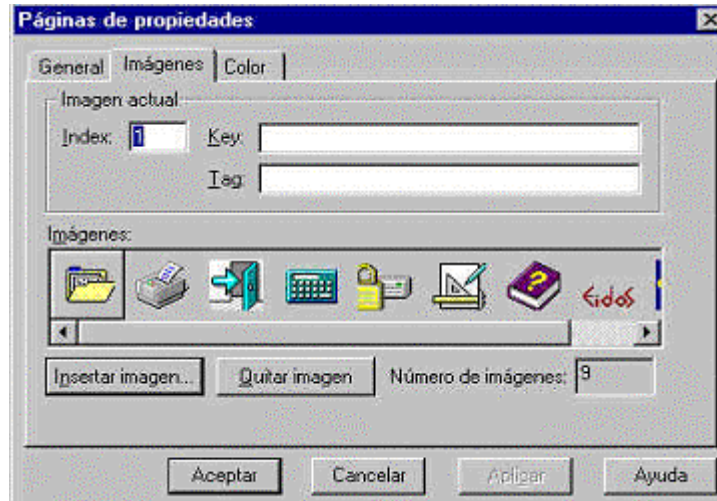 Páginas de propiedades
General Imágenes Color
Imagen actual
Index: 1 Key:
Tag:
Imágenes:
?
Eidos
Insertar imagen... Quitar imagen Número de imágenes: 9
Aceptar Cancelar Aplicar Ayuda